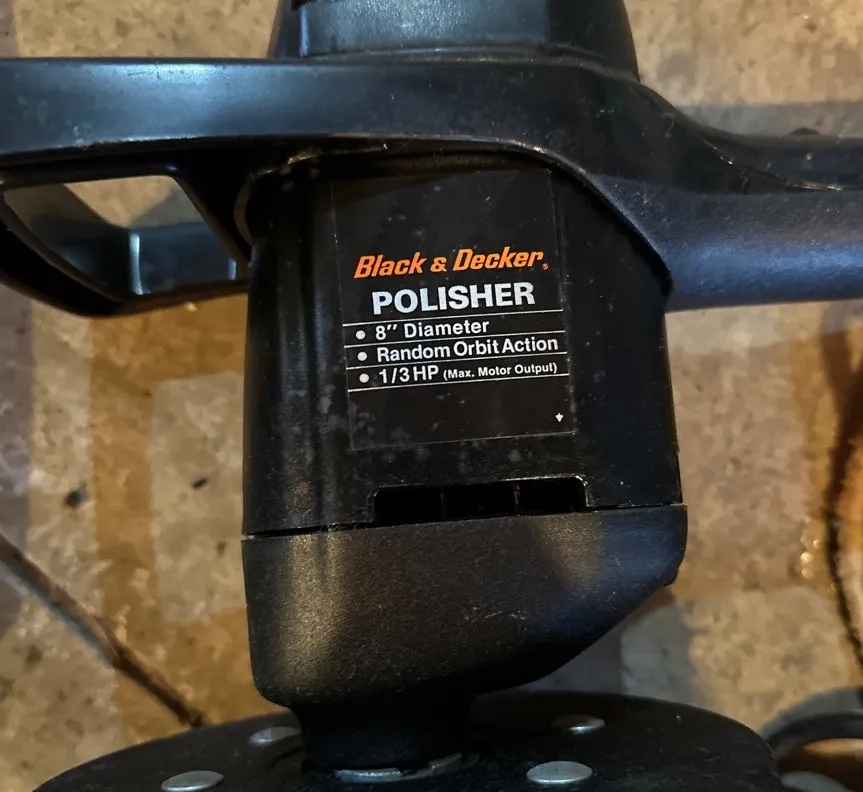 Black & Decker®
POLISHER
• 8" Diameter
• Random Orbit Action
• 1/3 HP (Max. Motor Output)